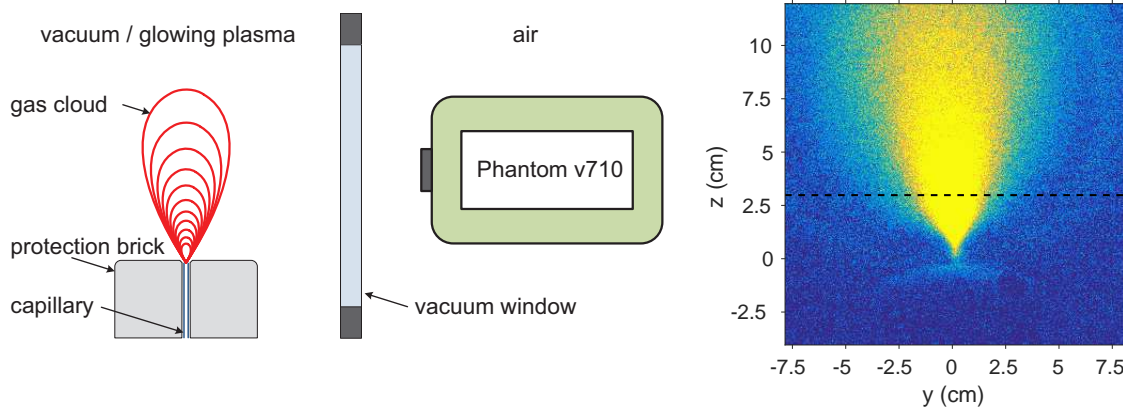 vacuum / glowing plasma
air
gas cloud
Phantom v710
protection brick
capillary
vacuum window
z (cm)
10
7.5
5
2.5
0
-2.5
-7.5 -5 -2.5 0 2.5 5 7.5
y (cm)